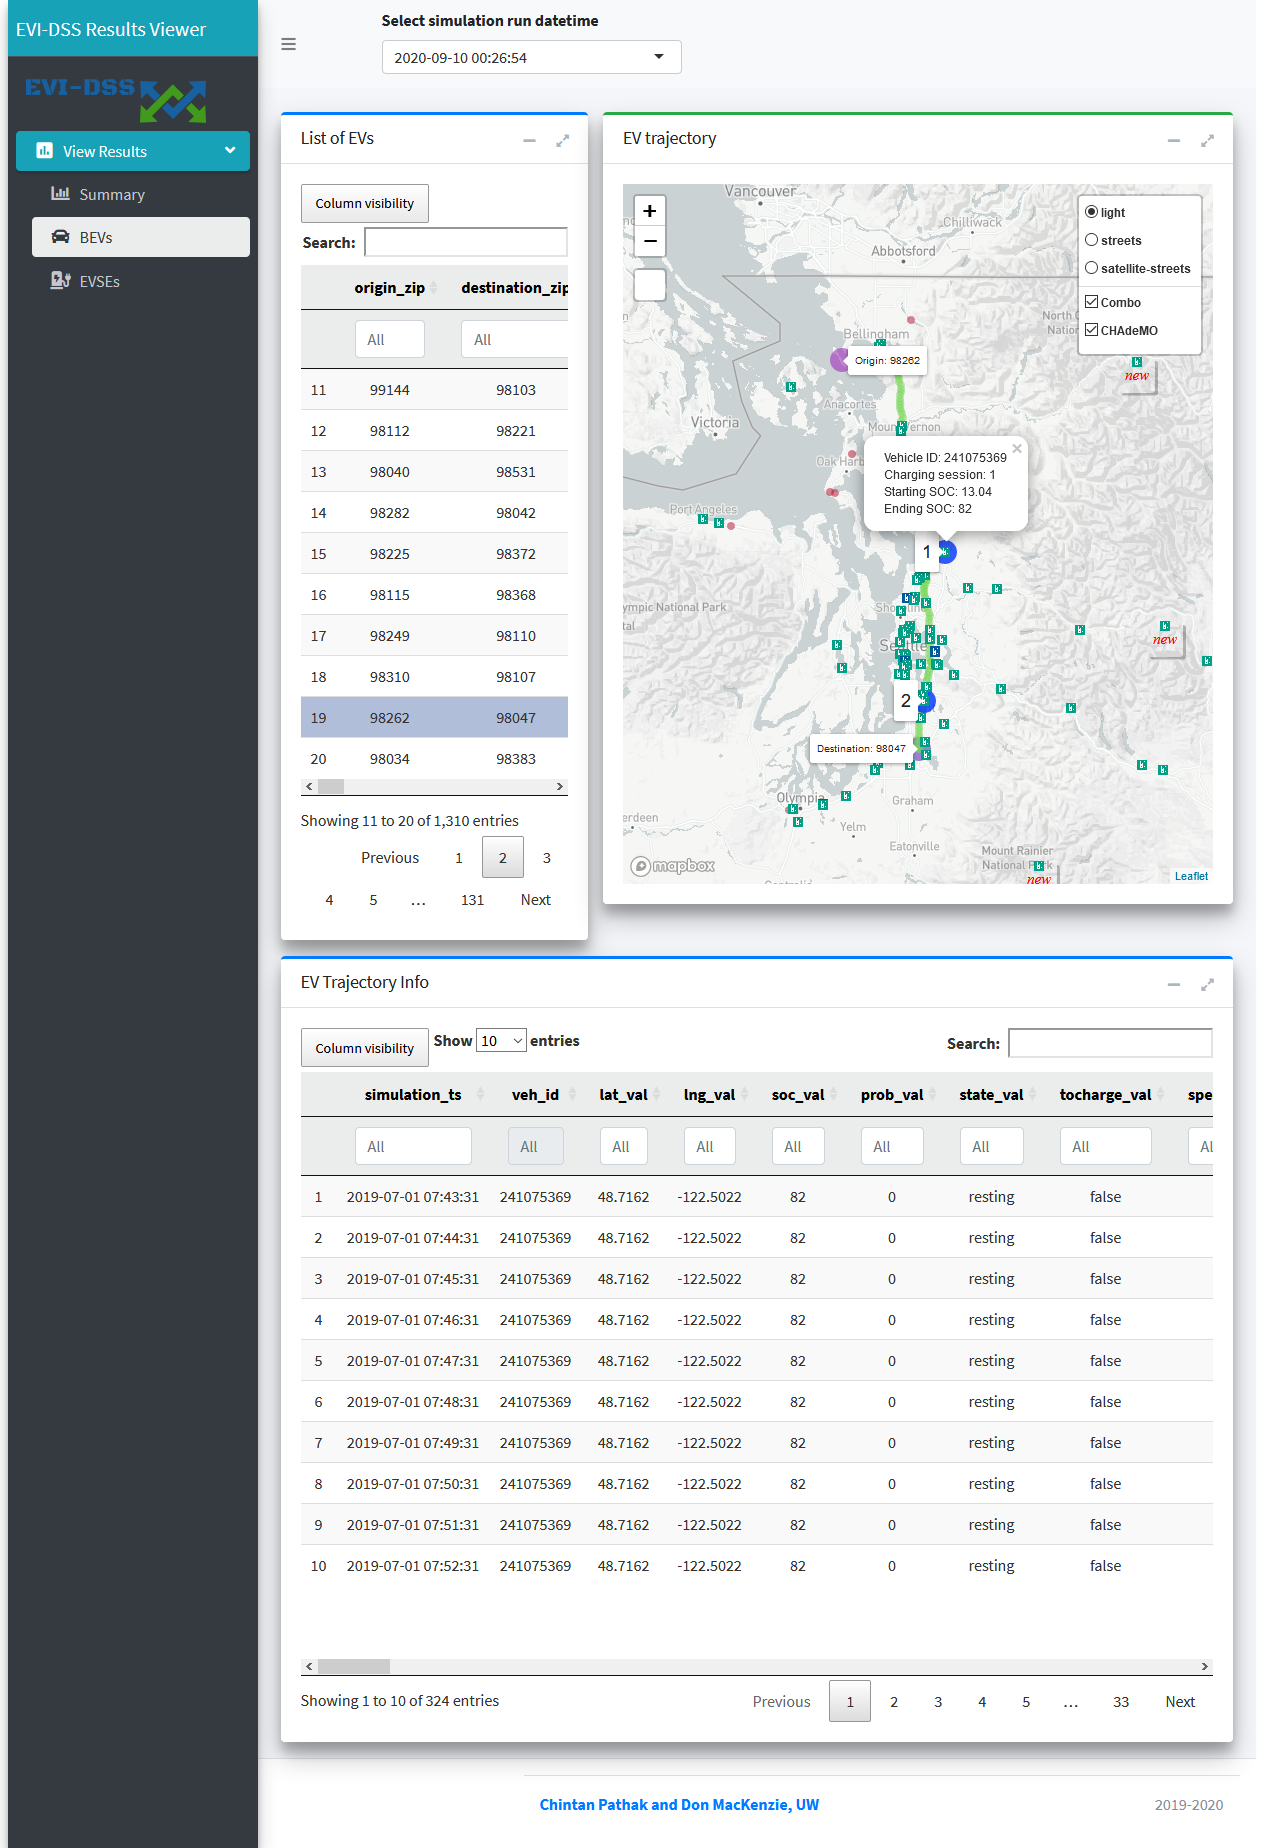 EVI-DSS Results Viewer
EVI-DSS
View Results
Summary
BEVs
EVSEs
Select simulation run datetime
2020-09-10 00:26:54
List of EVs
Column visibility
Search:
origin_zip destination_zip
All All
11 99144 98103
12 98112 98221
13 98040 98531
14 98282 98042
15 98225 98372
16 98115 98368
17 98249 98110
18 98310 98107
19 98262 98047
20 98034 98383
Showing 11 to 20 of 1,310 entries
Previous 1 2 3
4 5 ... 131 Next
EV trajectory
+
−
light
streets
satellite-streets
Combo
CHAdeMO
Vancouver
Chilliwack
Abbotsford
North
Nation
Bellingham
Origin: 98262
new
Anacortes
Victoria
Mount Vernon
Oak Harb
Vehicle ID: 241075369
Charging session: 1
Starting SOC: 13.04
Ending SOC: 82
Port Angeles
1
ympic National Park
new
2
Destination: 98047
Olympia
Graham
erdeen
Yelm
Eatonville
Mount Rainier
National Park
new
mapbox
Leaflet
EV Trajectory Info
Column visibility Show 10 entries Search:
simulation_ts veh_id lat_val lng_val soc_val prob_val state_val tocharge_val spe
All All All All All All All All Al
1 2019-07-01 07:43:31 241075369 48.7162 -122.5022 82 0 resting false
2 2019-07-01 07:44:31 241075369 48.7162 -122.5022 82 0 resting false
3 2019-07-01 07:45:31 241075369 48.7162 -122.5022 82 0 resting false
4 2019-07-01 07:46:31 241075369 48.7162 -122.5022 82 0 resting false
5 2019-07-01 07:47:31 241075369 48.7162 -122.5022 82 0 resting false
6 2019-07-01 07:48:31 241075369 48.7162 -122.5022 82 0 resting false
7 2019-07-01 07:49:31 241075369 48.7162 -122.5022 82 0 resting false
8 2019-07-01 07:50:31 241075369 48.7162 -122.5022 82 0 resting false
9 2019-07-01 07:51:31 241075369 48.7162 -122.5022 82 0 resting false
10 2019-07-01 07:52:31 241075369 48.7162 -122.5022 82 0 resting false
Showing 1 to 10 of 324 entries
Previous 1 2 3 4 5 ... 33 Next
Chintan Pathak and Don MacKenzie, UW
2019-2020